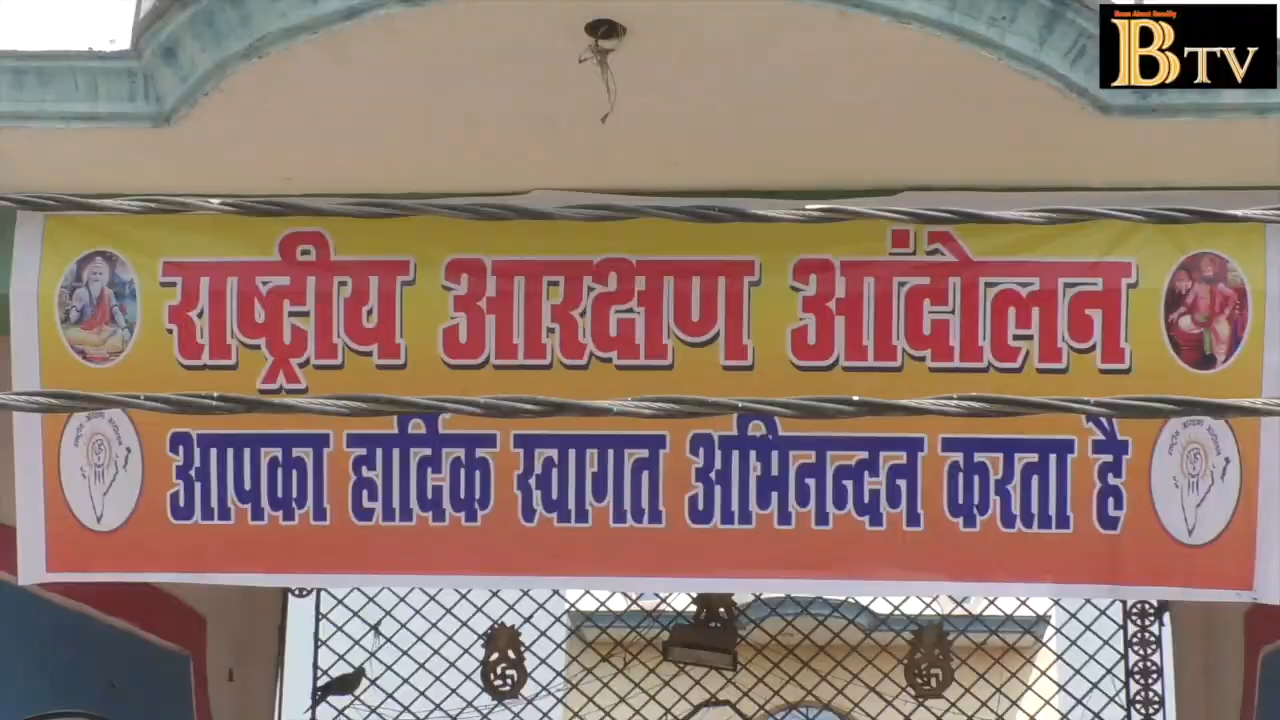 BTV
राष्ट्रीय आरक्षण आंदोलन
आपका हार्दिक स्वागत अभिनन्दन करता है